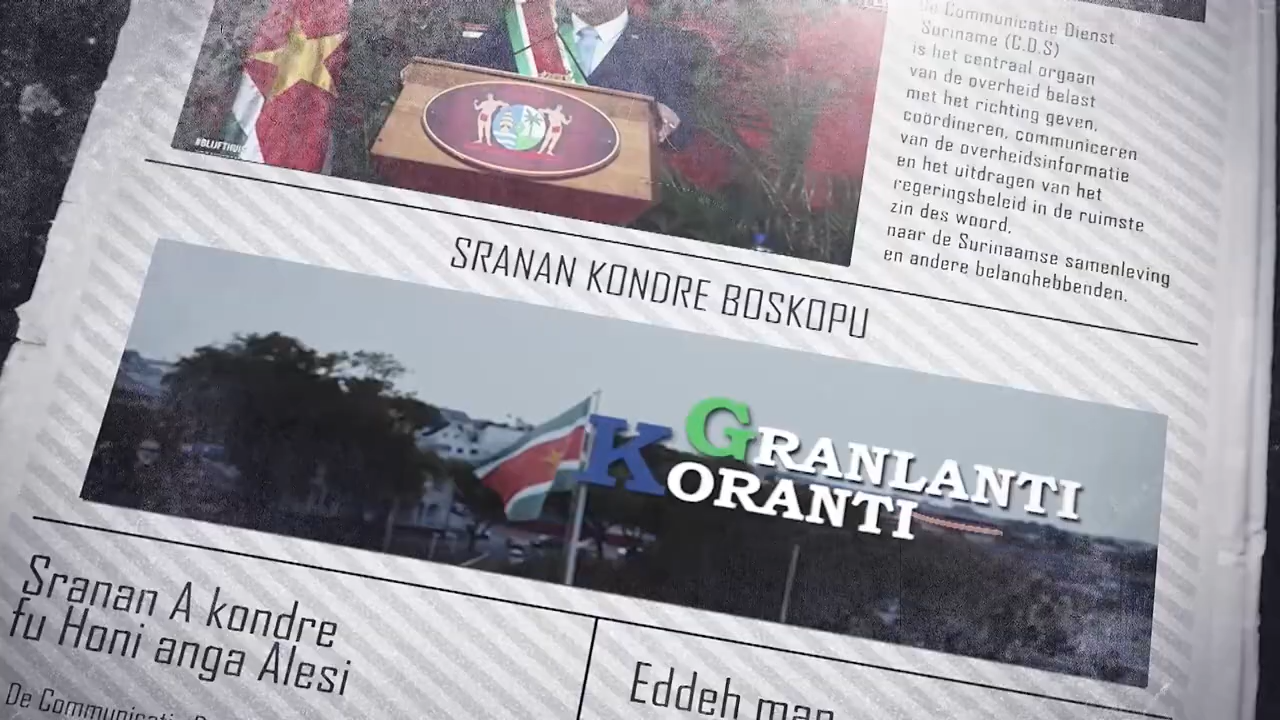 De Communicatie Dienst
Suriname (C.D.S)
is het centraal orgaan
van de overheid belast
met het richting geven,
coördineren, communiceren
van de overheidsinformatie
en het uitdragen van het
regeringsbeleid in de ruimste
zin des woord,
naar de Surinaamse samenleving
en andere belanghebbenden.
SRANAN KONDRE BOSKOPU
GRANLANTI
KORANTI
Sranan A kondre
fu Honi anga Alesi
Eddeh man
De